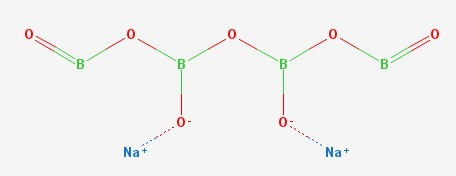 O O O O O
B B B B
O- O-
Na+ Na+